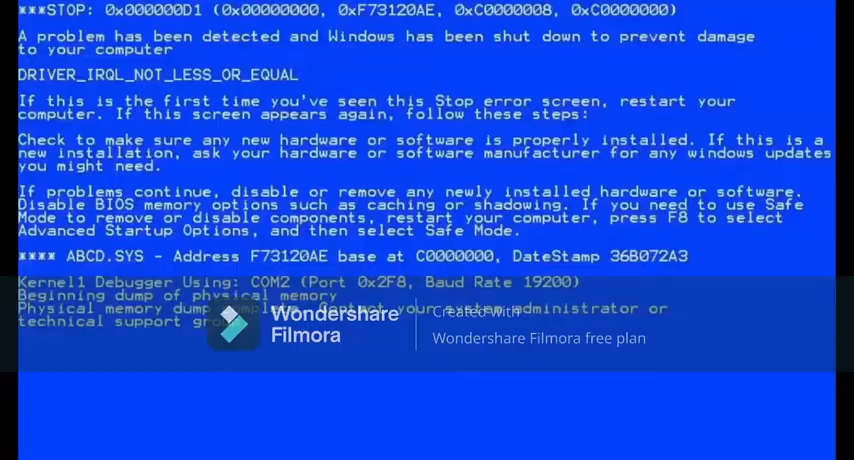 ***STOP: 0x000000D1 (0x00000000, 0xF73120AE, 0xC0000008, 0xC0000000)
A problem has been detected and Windows has been shut down to prevent damage
to your computer
DRIVER_IRQL_NOT_LESS_OR_EQUAL
If this is the first time you've seen this Stop error screen, restart your
computer. If this screen appears again, follow these steps:
Check to make sure any new hardware or software is properly installed. If this is a
new installation, ask your hardware or software manufacturer for any windows updates
you might need.
If problems continue, disable or remove any newly installed hardware or software.
Disable BIOS memory options such as caching or shadowing. If you need to use Safe
Mode to remove or disable components, restart your computer, press F8 to select
Advanced Startup Options, and then select Safe Mode.
**** ABCD.SYS - Address F73120AE base at C0000000, DateStamp 36B072A3
Kernel1 Debugger Using: COM2 (Port 0x2F8, Baud Rate 19200)
Beginning dump of physical memory
Physical memory dump complete. Contact your system administrator or
technical support
Wondershare
Filmora
Created with
Wondershare Filmora free plan